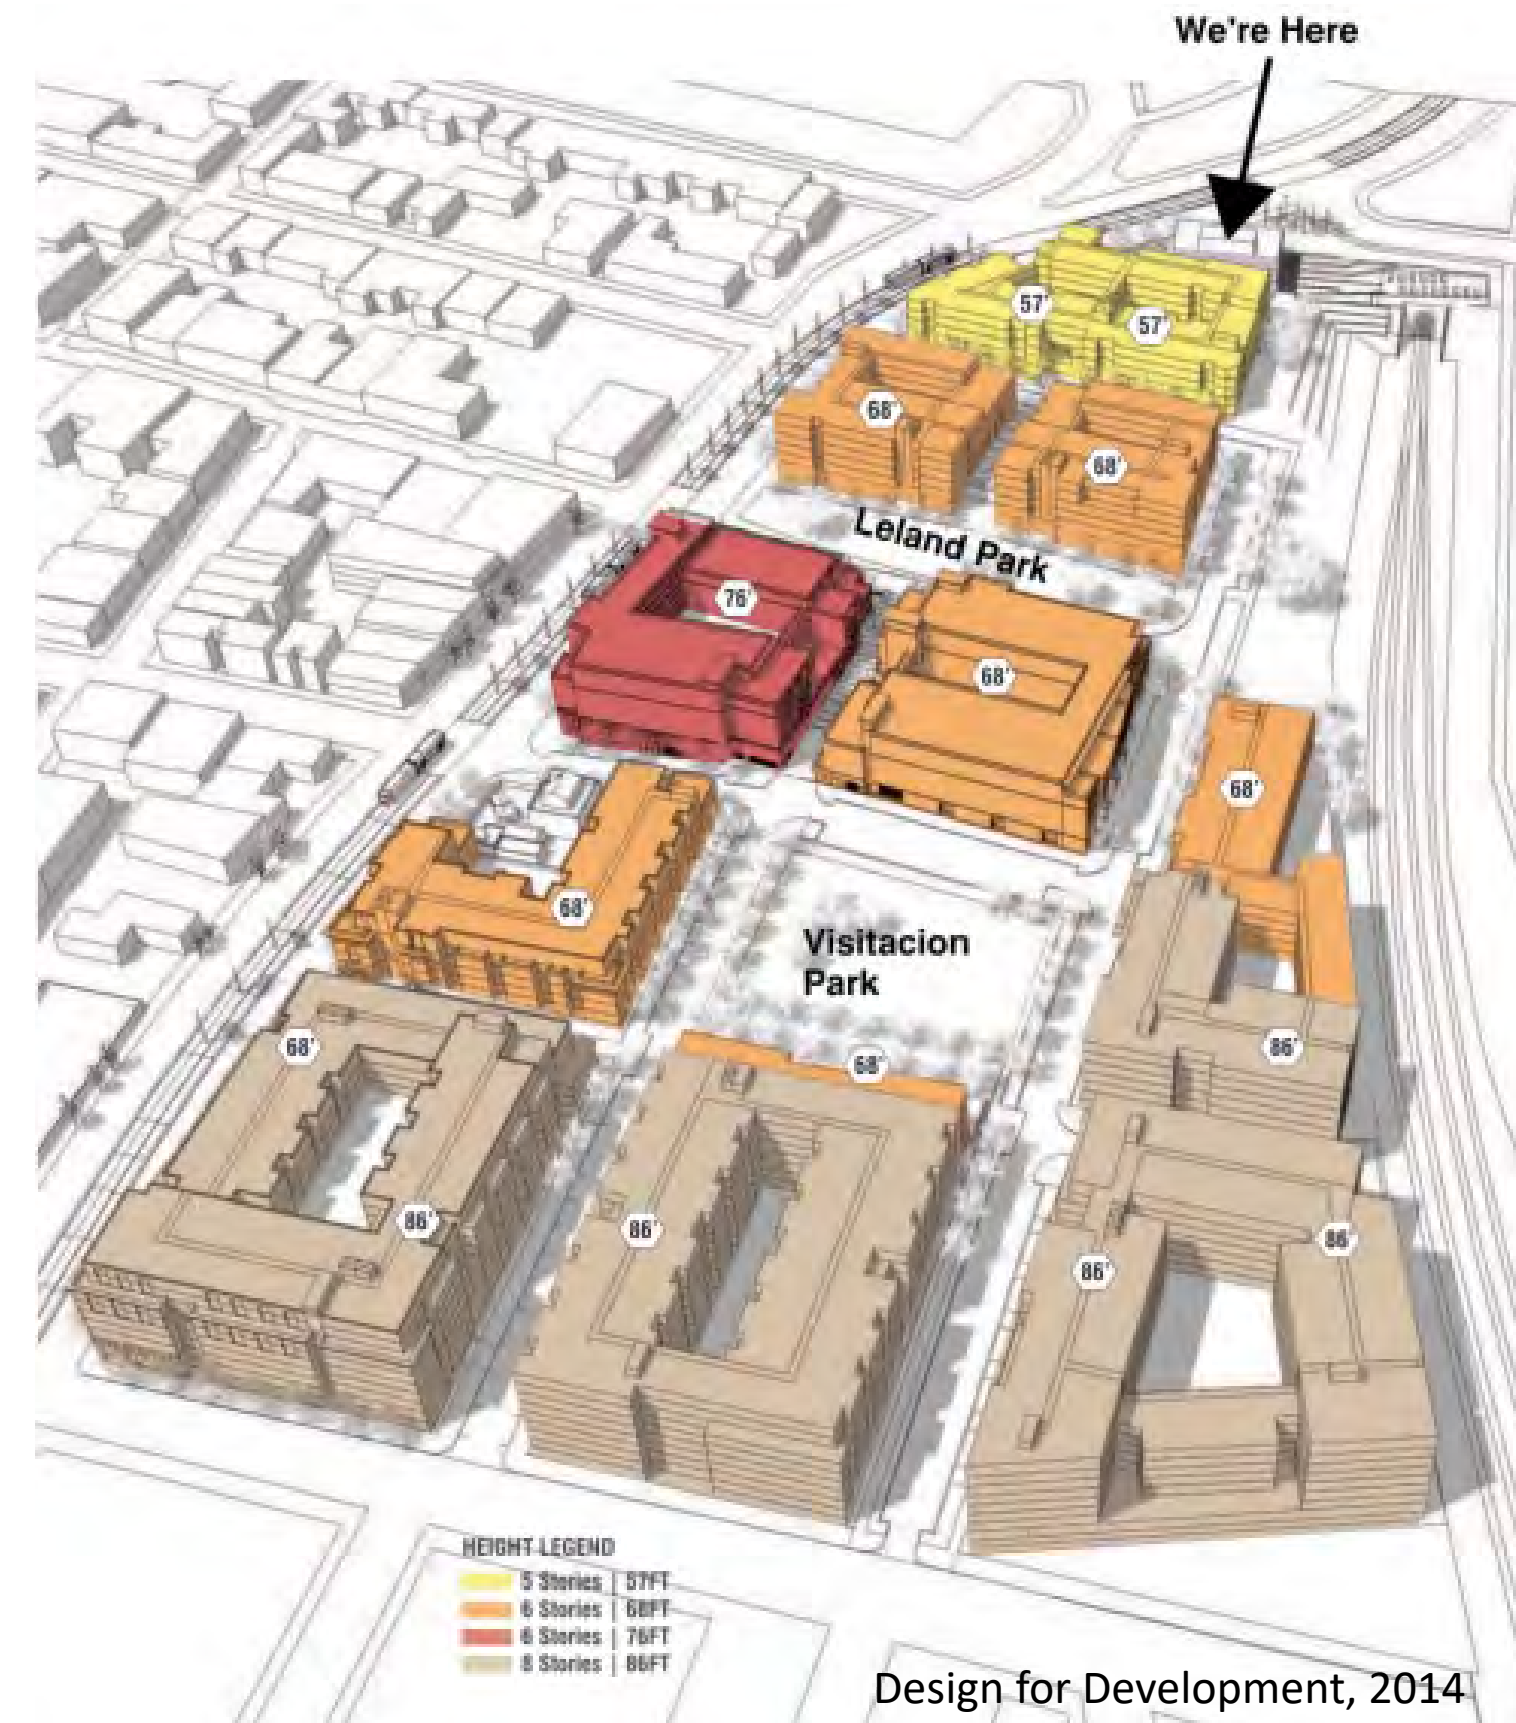 We're Here
57'
57'
68'
68'
Leland Park
76'
68'
68'
68'
Visitacion
Park
68'
86'
68'
86'
86'
86'
86'
HEIGHT LEGEND
5 Stories | 57FT
6 Stories | 68FT
6 Stories | 76FT
8 Stories | 86FT
Design for Development, 2014